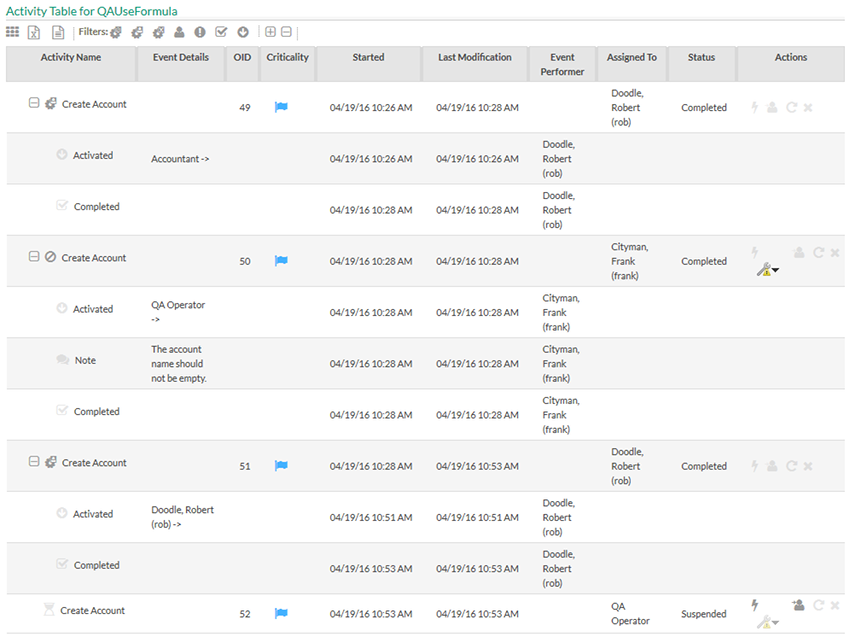 Activity Table for QAUseFormula
Filters:
Activity Name Event Details OID Criticality Started Last Modification Event Performer Assigned To Status Actions
Create Account 49 04/19/16 10:26 AM 04/19/16 10:28 AM Doodle, Robert (rob) Completed
Activated Accountant -> 04/19/16 10:26 AM 04/19/16 10:26 AM Doodle, Robert (rob)
Completed 04/19/16 10:28 AM 04/19/16 10:28 AM Doodle, Robert (rob)
Create Account 50 04/19/16 10:28 AM 04/19/16 10:28 AM Cityman, Frank (frank) Completed
Activated QA Operator -> 04/19/16 10:28 AM 04/19/16 10:28 AM Cityman, Frank (frank)
Note The account name should not be empty. 04/19/16 10:28 AM 04/19/16 10:28 AM Cityman, Frank (frank)
Completed 04/19/16 10:28 AM 04/19/16 10:28 AM Cityman, Frank (frank)
Create Account 51 04/19/16 10:28 AM 04/19/16 10:53 AM Doodle, Robert (rob) Completed
Activated Doodle, Robert (rob) -> 04/19/16 10:51 AM 04/19/16 10:51 AM Doodle, Robert (rob)
Completed 04/19/16 10:53 AM 04/19/16 10:53 AM Doodle, Robert (rob)
Create Account 52 04/19/16 10:53 AM 04/19/16 10:53 AM QA Operator Suspended